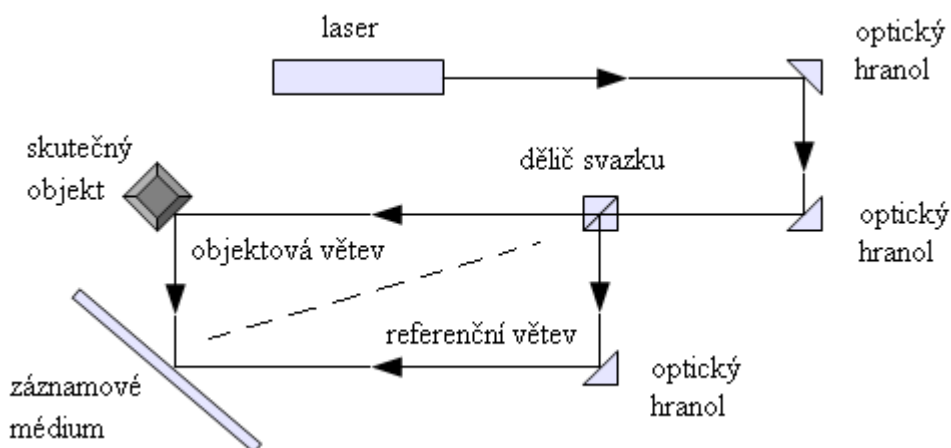 laser
optický
hranol
skutečný
objekt
dělič svazku
optický
hranol
objektová větev
referenční větev
optický
hranol
záznamové
médium